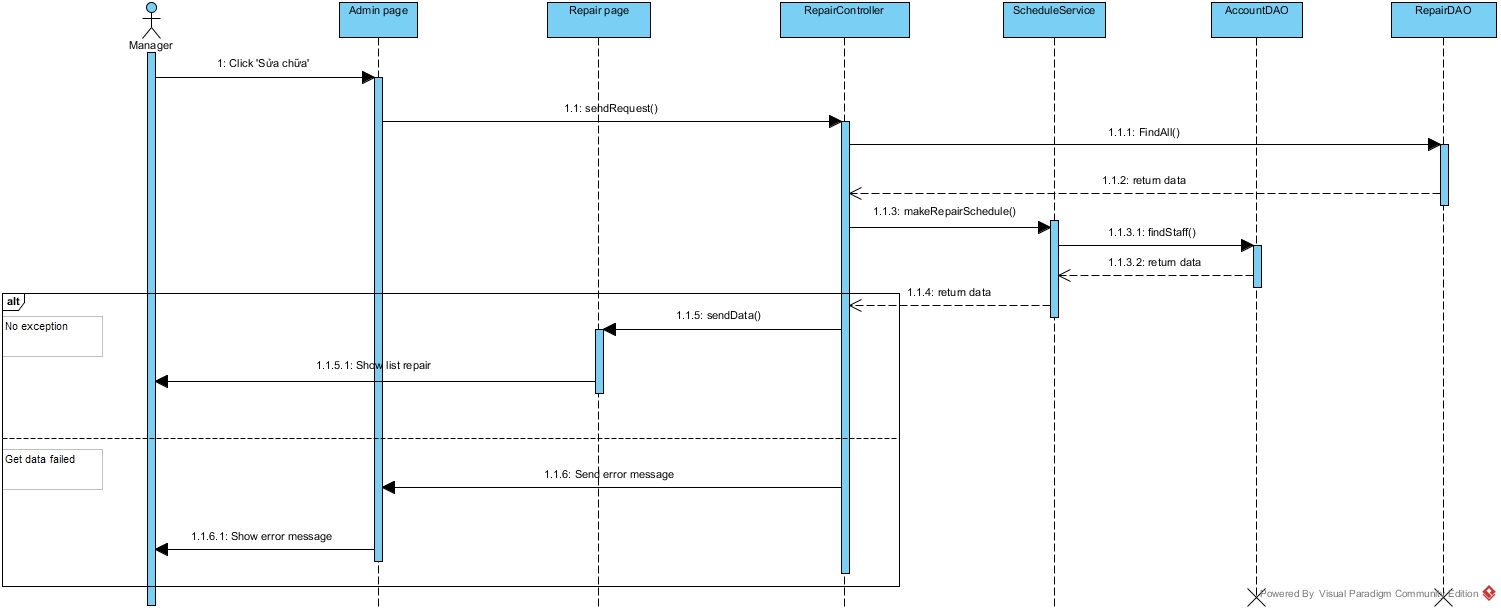 Admin page
Repair page
RepairController
ScheduleService
AccountDAO
RepairDAO
Manager
1: Click 'Sửa chữa'
1.1: sendRequest()
1.1.1: FindAll()
1.1.2: return data
1.1.3: makeRepairSchedule()
1.1.3.1: findStaff()
1.1.3.2: return data
1.1.4: return data
alt
No exception
1.1.5: sendData()
1.1.5.1: Show list repair
Get data failed
1.1.6: Send error message
1.1.6.1: Show error message
Powered By Visual Paradigm Community Edition